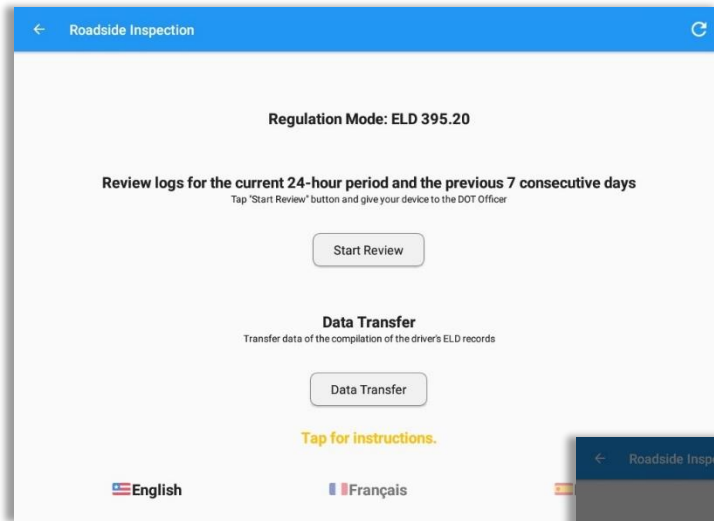 Roadside Inspection
Regulation Mode: ELD 395.20
Review logs for the current 24-hour period and the previous 7 consecutive days
Tap "Start Review" button and give your device to the DOT Officer
Start Review
Data Transfer
Transfer data of the compilation of the driver's ELD records
Data Transfer
Tap for instructions.
English
Français
Roadside